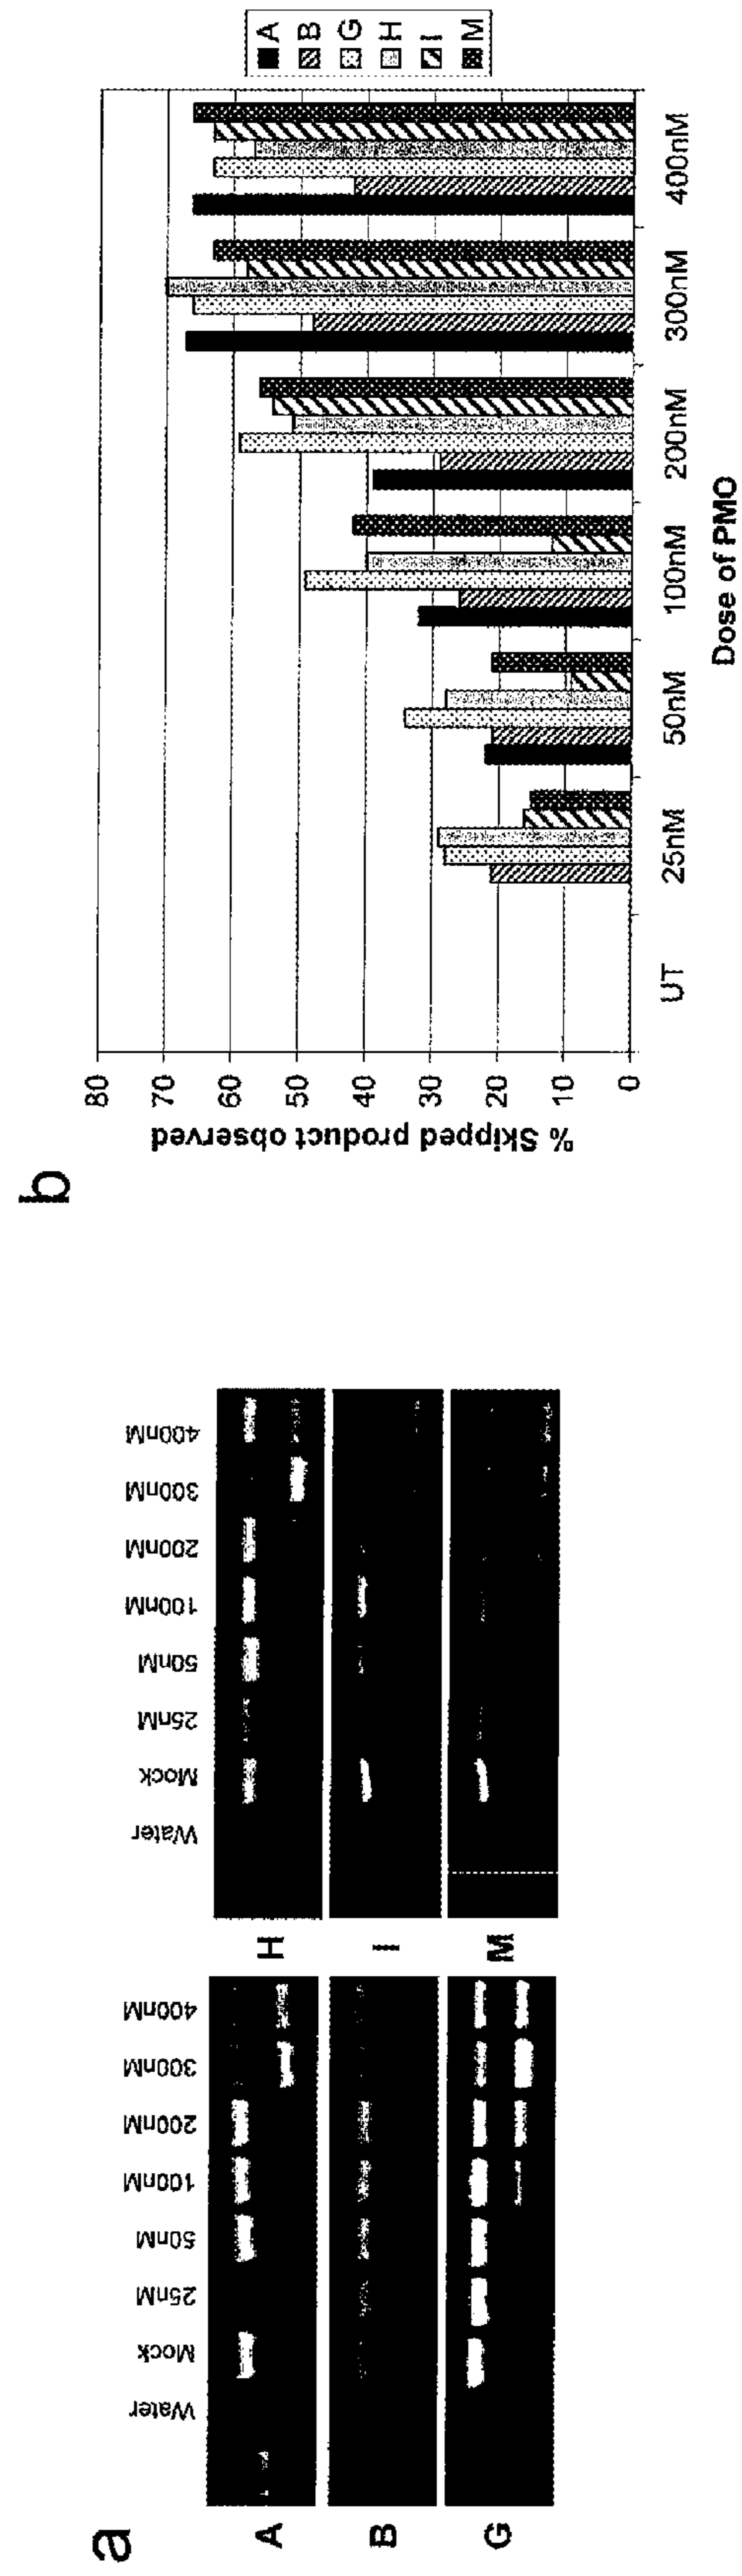 a
Water Mock 25nM 50nM 100nM 200nM 300nM 400nM
A
B
G
Water Mock 25nM 50nM 100nM 200nM 300nM 400nM
H
I
M
b
% Skipped product observed
80
70
60
50
40
30
20
10
0
UT 25nM 50nM 100nM 200nM 300nM 400nM
Dose of PMO
A
B
G
H
I
M